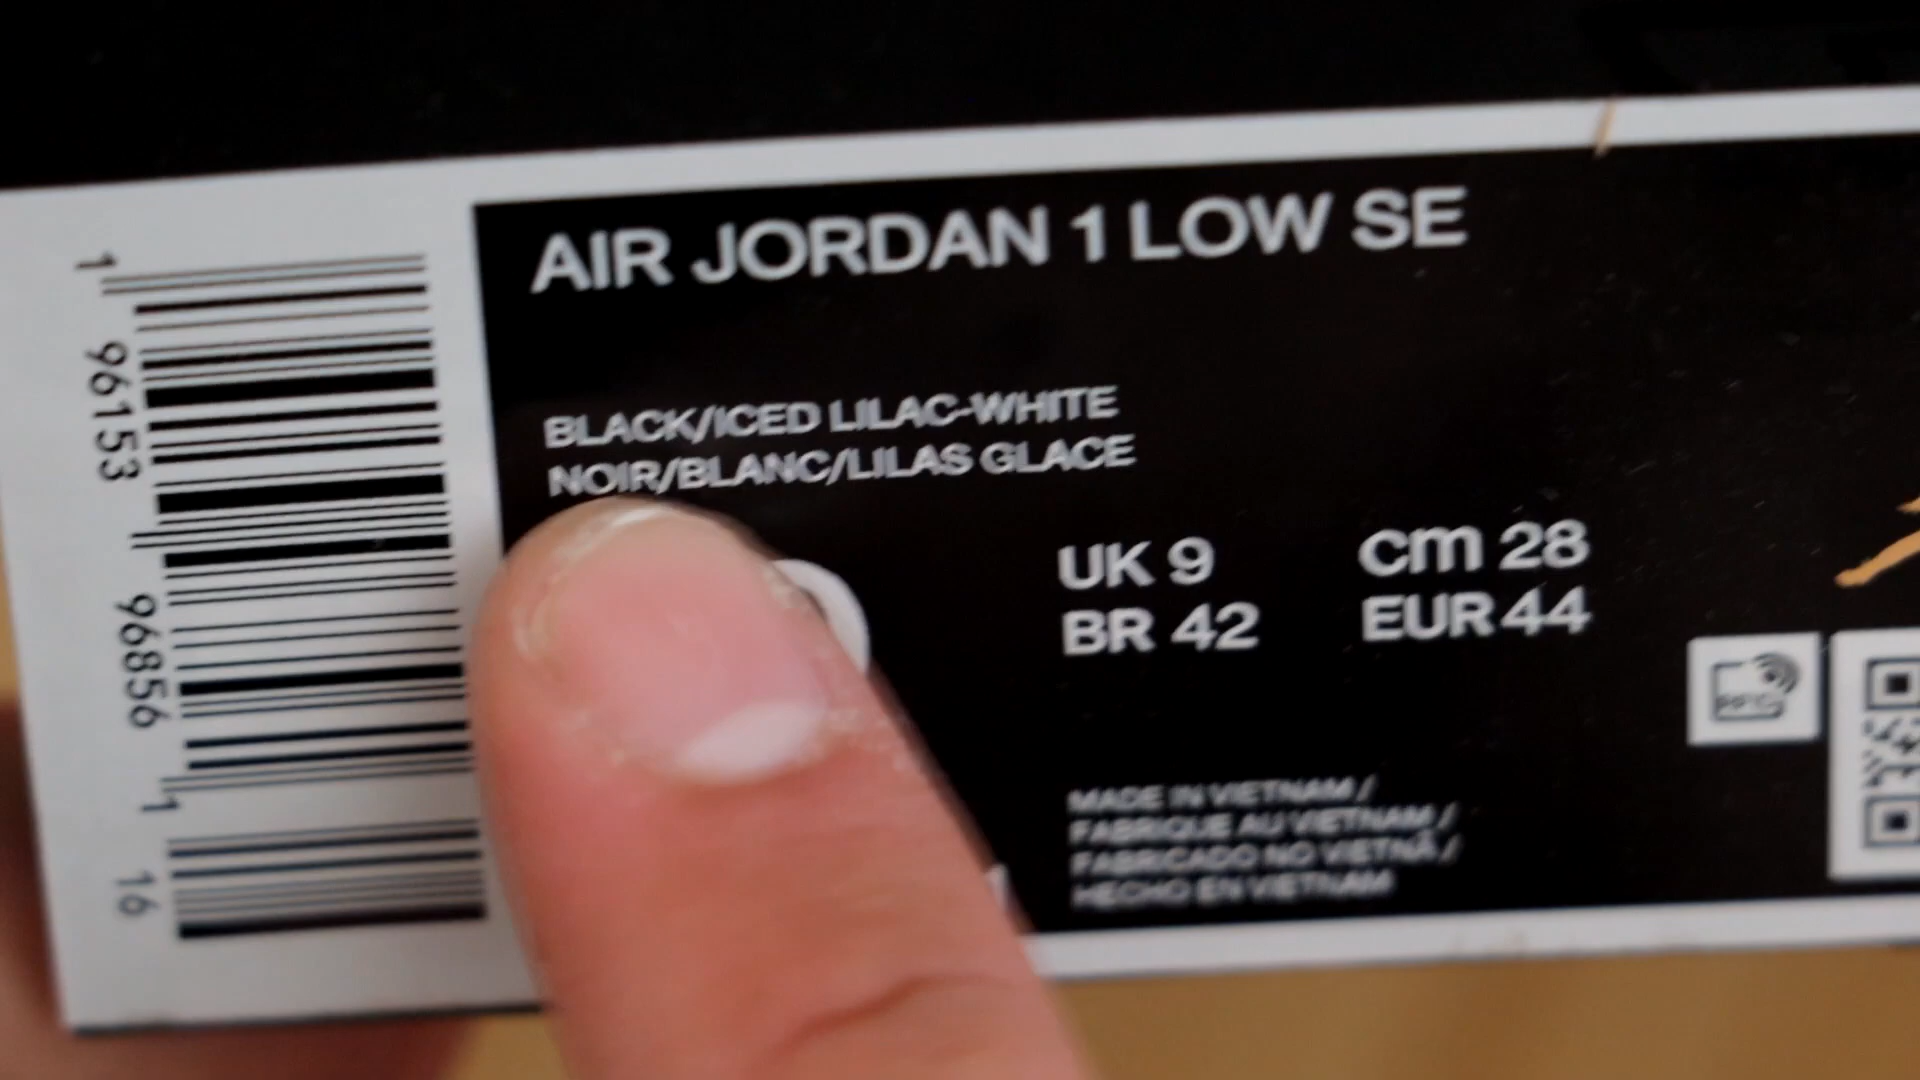 AIR JORDAN 1 LOW SE
BLACK/ICED LILAC-WHITE
NOIR/BLANC/LILAS GLACE
UK 9 cm 28
BR 42 EUR 44
MADE IN VIETNAM /
FABRIQUE AU VIETNAM /
FABRICADO NO VIETNÃ /
HECHO EN VIETNAM
1 96153 96856 1 16